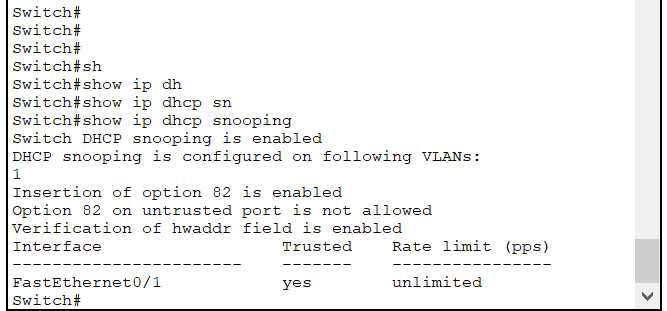 Switch#
Switch#
Switch#
Switch#sh
Switch#show ip dh
Switch#show ip dhcp sn
Switch#show ip dhcp snooping
Switch DHCP snooping is enabled
DHCP snooping is configured on following VLANs:
1
Insertion of option 82 is enabled
Option 82 on untrusted port is not allowed
Verification of hwaddr field is enabled
Interface                  Trusted    Rate limit (pps)
-----------------------    -------    ----------------
FastEthernet0/1            yes        unlimited
Switch#